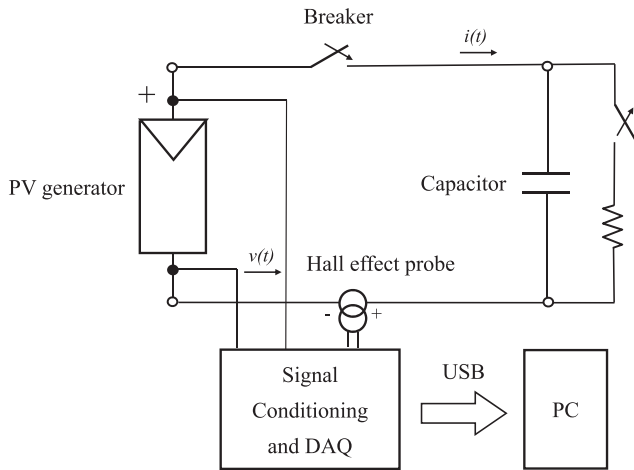 Breaker
i(t)
+
PV generator
Capacitor
v(t)
Hall effect probe
- +
Signal
Conditioning
and DAQ
USB
PC